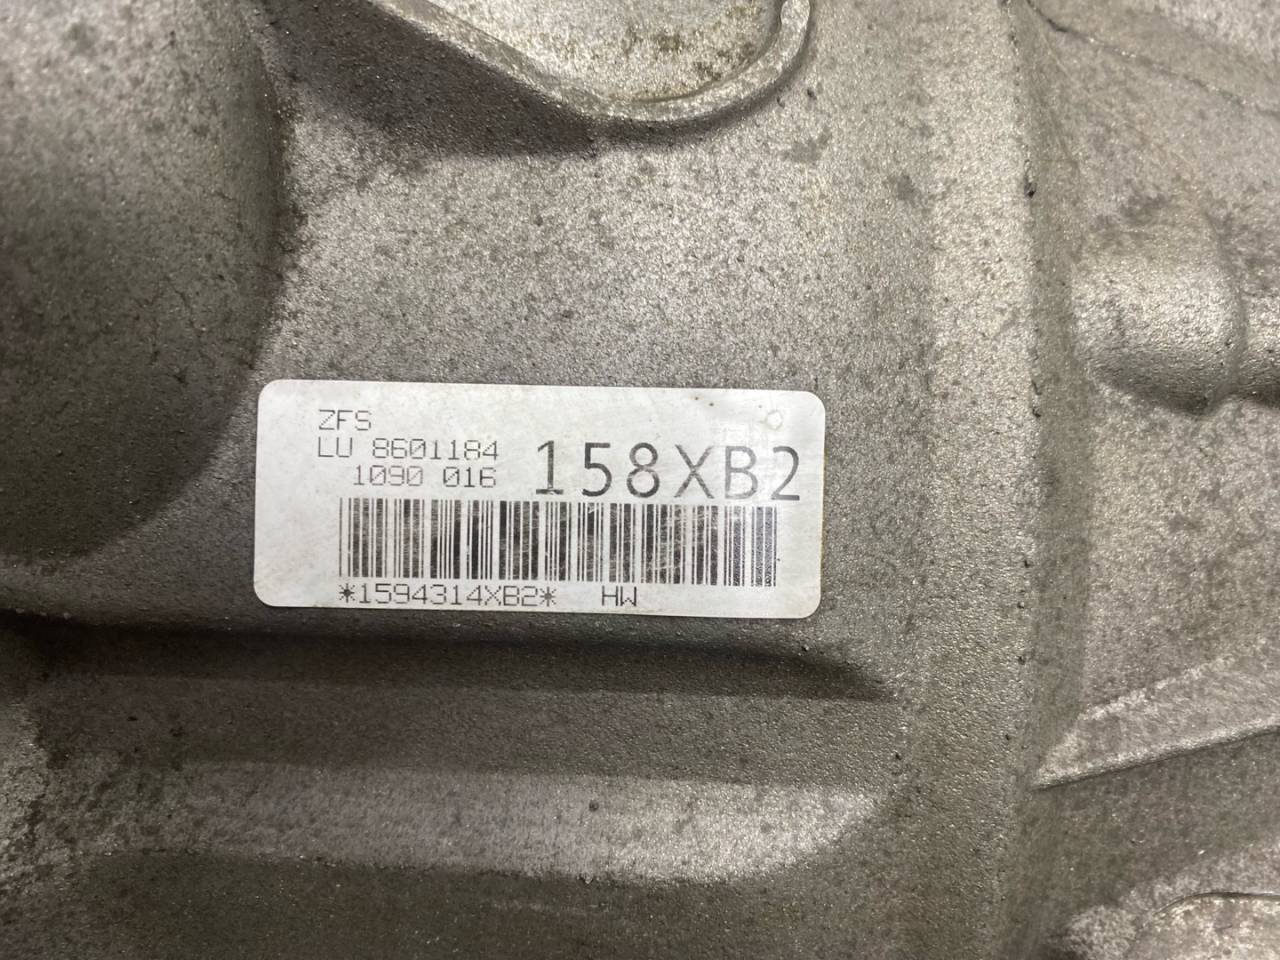 ZFS
LU 8601184
1090 016
158XB2
*1594314XB2* HW